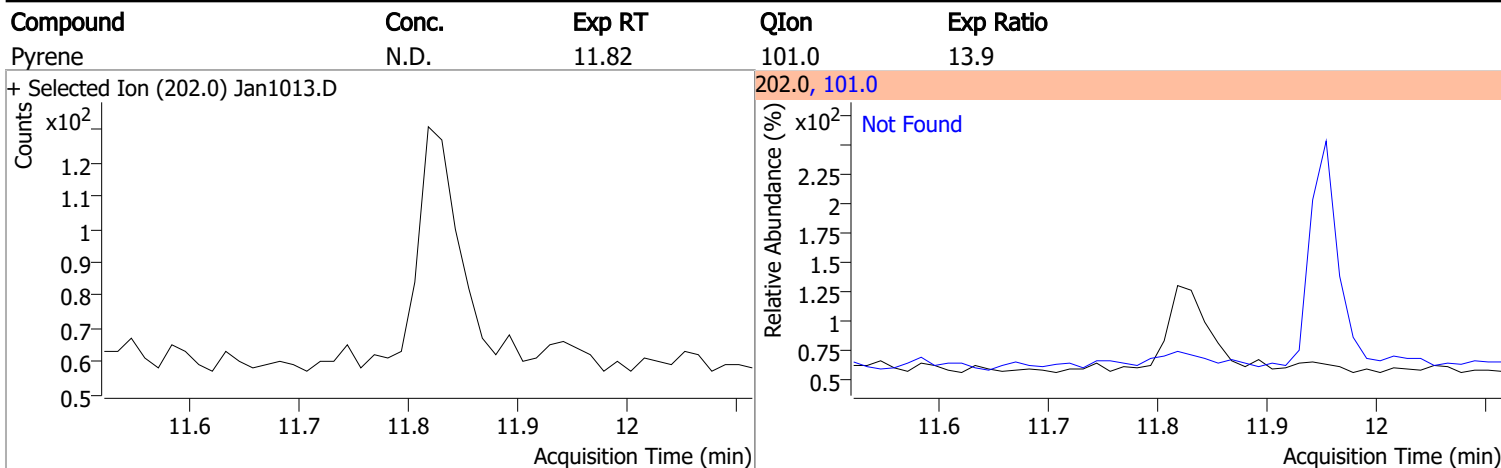 Compound Conc. Exp RT QIon Exp Ratio
Pyrene N.D. 11.82 101.0 13.9
+ Selected Ion (202.0) Jan1013.D
Counts
x10²
1.2
1.1
1
0.9
0.8
0.7
0.6
0.5
11.6 11.7 11.8 11.9 12
Acquisition Time (min)
202.0, 101.0
Relative Abundance (%)
x10²
Not Found
2.25
2
1.75
1.5
1.25
1
0.75
0.5
11.6 11.7 11.8 11.9 12
Acquisition Time (min)